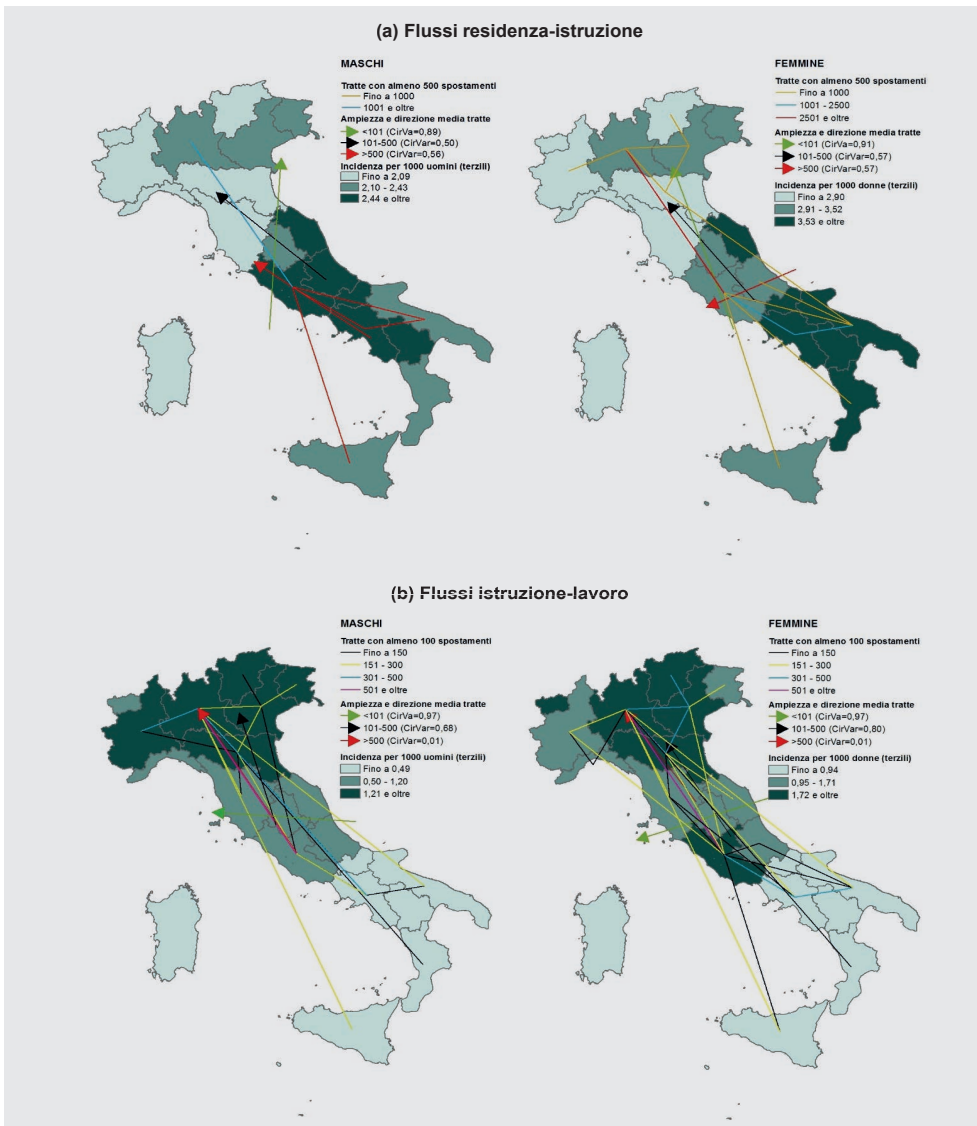 (a) Flussi residenza-istruzione
MASCHI
Tratte con almeno 500 spostamenti
Fino a 1000
1001 e oltre
Ampiezza e direzione media tratte
<101 (CirVa=0,89)
101-500 (CirVar=0,50)
>500 (CirVar=0,56)
Incidenza per 1000 uomini (terzili)
Fino a 2,09
2,10 - 2,43
2,44 e oltre
FEMMINE
Tratte con almeno 500 spostamenti
Fino a 1000
1001 - 2500
2501 e oltre
Ampiezza e direzione media tratte
<101 (CirVa=0,91)
101-500 (CirVar=0,57)
>500 (CirVar=0,57)
Incidenza per 1000 donne (terzili)
Fino a 2,90
2,91 - 3,52
3,53 e oltre
(b) Flussi istruzione-lavoro
MASCHI
Tratte con almeno 100 spostamenti
Fino a 150
151 - 300
301 - 500
501 e oltre
Ampiezza e direzione media tratte
<101 (CirVa=0,97)
101-500 (CirVar=0,68)
>500 (CirVar=0,01)
Incidenza per 1000 uomini (terzili)
Fino a 0,49
0,50 - 1,20
1,21 e oltre
FEMMINE
Tratte con almeno 100 spostamenti
Fino a 150
151 - 300
301 - 500
501 e oltre
Ampiezza e direzione media tratte
<101 (CirVa=0,97)
101-500 (CirVar=0,80)
>500 (CirVar=0,01)
Incidenza per 1000 donne (terzili)
Fino a 0,94
0,95 - 1,71
1,72 e oltre